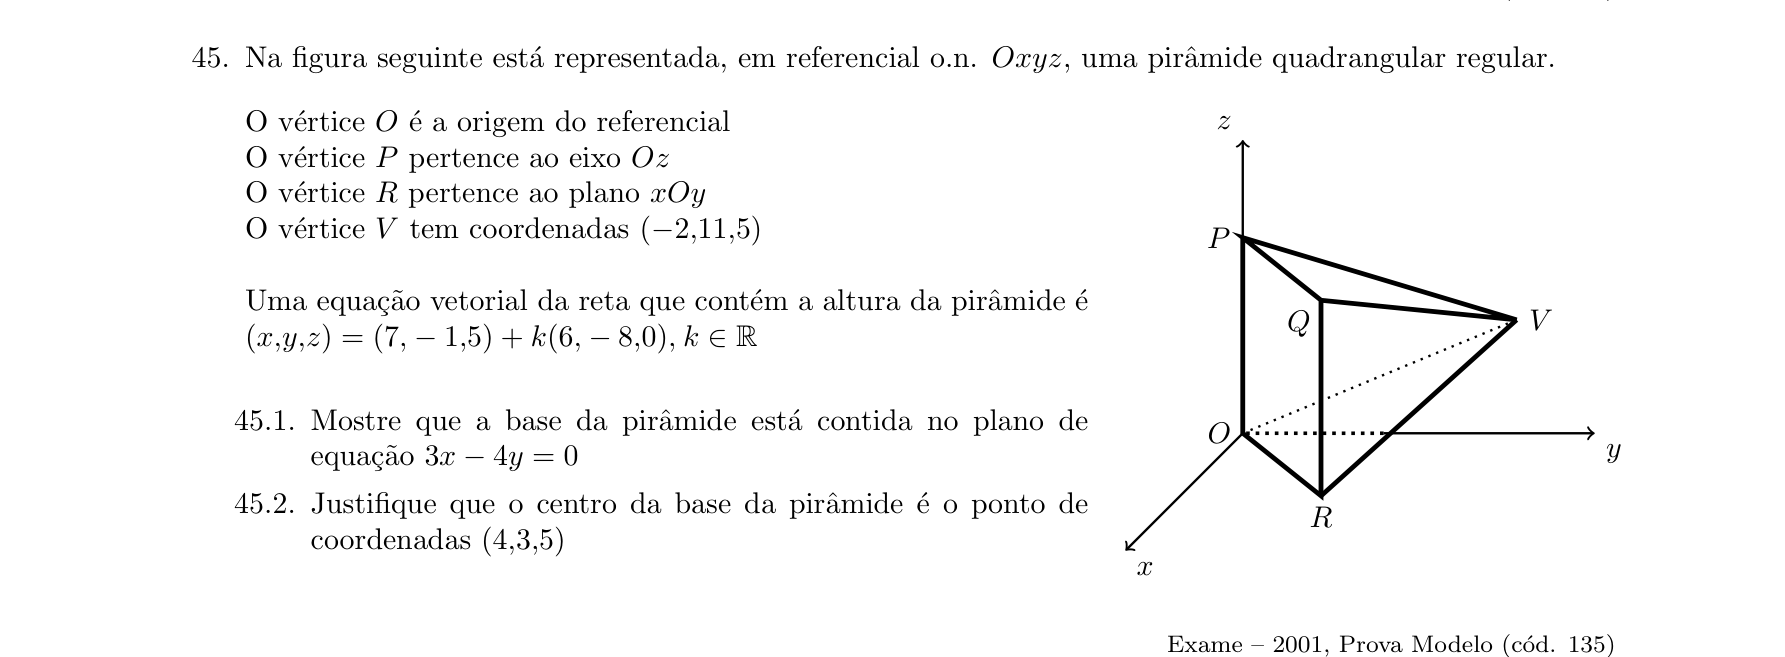 45. Na figura seguinte está representada, em referencial o.n. Oxyz, uma pirâmide quadrangular regular.
O vértice O é a origem do referencial
O vértice P pertence ao eixo Oz
O vértice R pertence ao plano xOy
O vértice V tem coordenadas (−2,11,5)
Uma equação vetorial da reta que contém a altura da pirâmide é
(x,y,z) = (7, − 1,5) + k(6, − 8,0), k ∈ ℝ
45.1. Mostre que a base da pirâmide está contida no plano de
equação 3x − 4y = 0
45.2. Justifique que o centro da base da pirâmide é o ponto de
coordenadas (4,3,5)
z
P
Q
V
O
y
R
x
Exame – 2001, Prova Modelo (cód. 135)